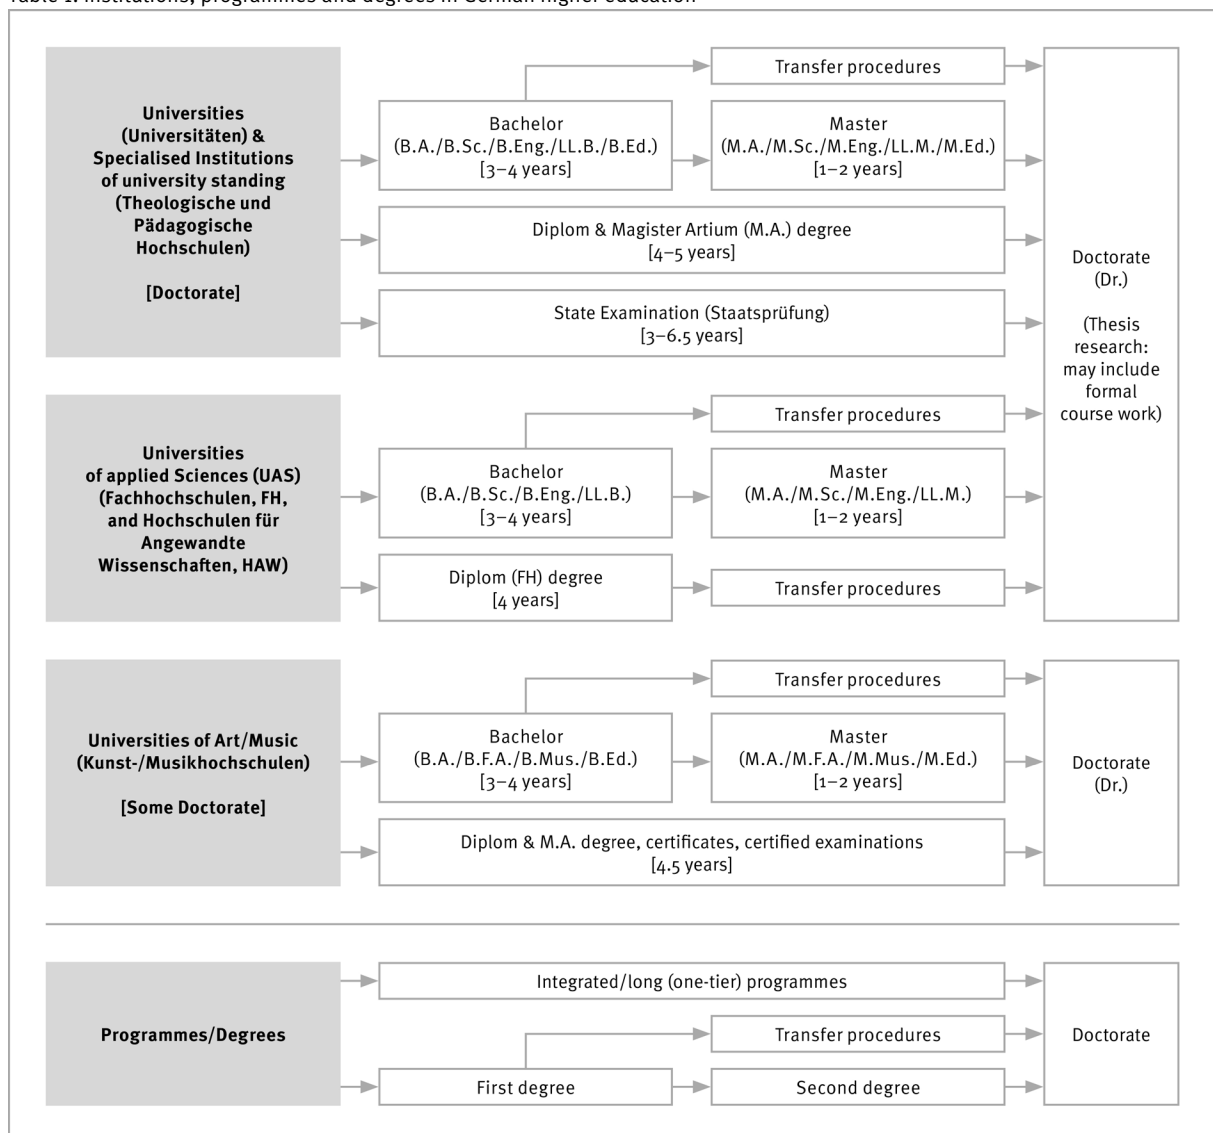 Table 1: Institutions, programmes and degrees in German higher education
Universities
(Universitäten) &
Specialised Institutions
of university standing
(Theologische und
Pädagogische
Hochschulen)
[Doctorate]
Transfer procedures
Bachelor
(B.A./B.Sc./B.Eng./LL.B./B.Ed.)
[3–4 years]
Master
(M.A./M.Sc./M.Eng./LL.M./M.Ed.)
[1–2 years]
Diplom & Magister Artium (M.A.) degree
[4–5 years]
State Examination (Staatsprüfung)
[3–6.5 years]
Doctorate
(Dr.)
(Thesis
research:
may include
formal
course work)
Universities
of applied Sciences (UAS)
(Fachhochschulen, FH,
and Hochschulen für
Angewandte
Wissenschaften, HAW)
Transfer procedures
Bachelor
(B.A./B.Sc./B.Eng./LL.B.)
[3–4 years]
Master
(M.A./M.Sc./M.Eng./LL.M.)
[1–2 years]
Diplom (FH) degree
[4 years]
Transfer procedures
Universities of Art/Music
(Kunst-/Musikhochschulen)
[Some Doctorate]
Transfer procedures
Bachelor
(B.A./B.F.A./B.Mus./B.Ed.)
[3–4 years]
Master
(M.A./M.F.A./M.Mus./M.Ed.)
[1–2 years]
Diplom & M.A. degree, certificates, certified examinations
[4.5 years]
Doctorate
(Dr.)
Programmes/Degrees
Integrated/long (one-tier) programmes
Transfer procedures
First degree
Second degree
Doctorate